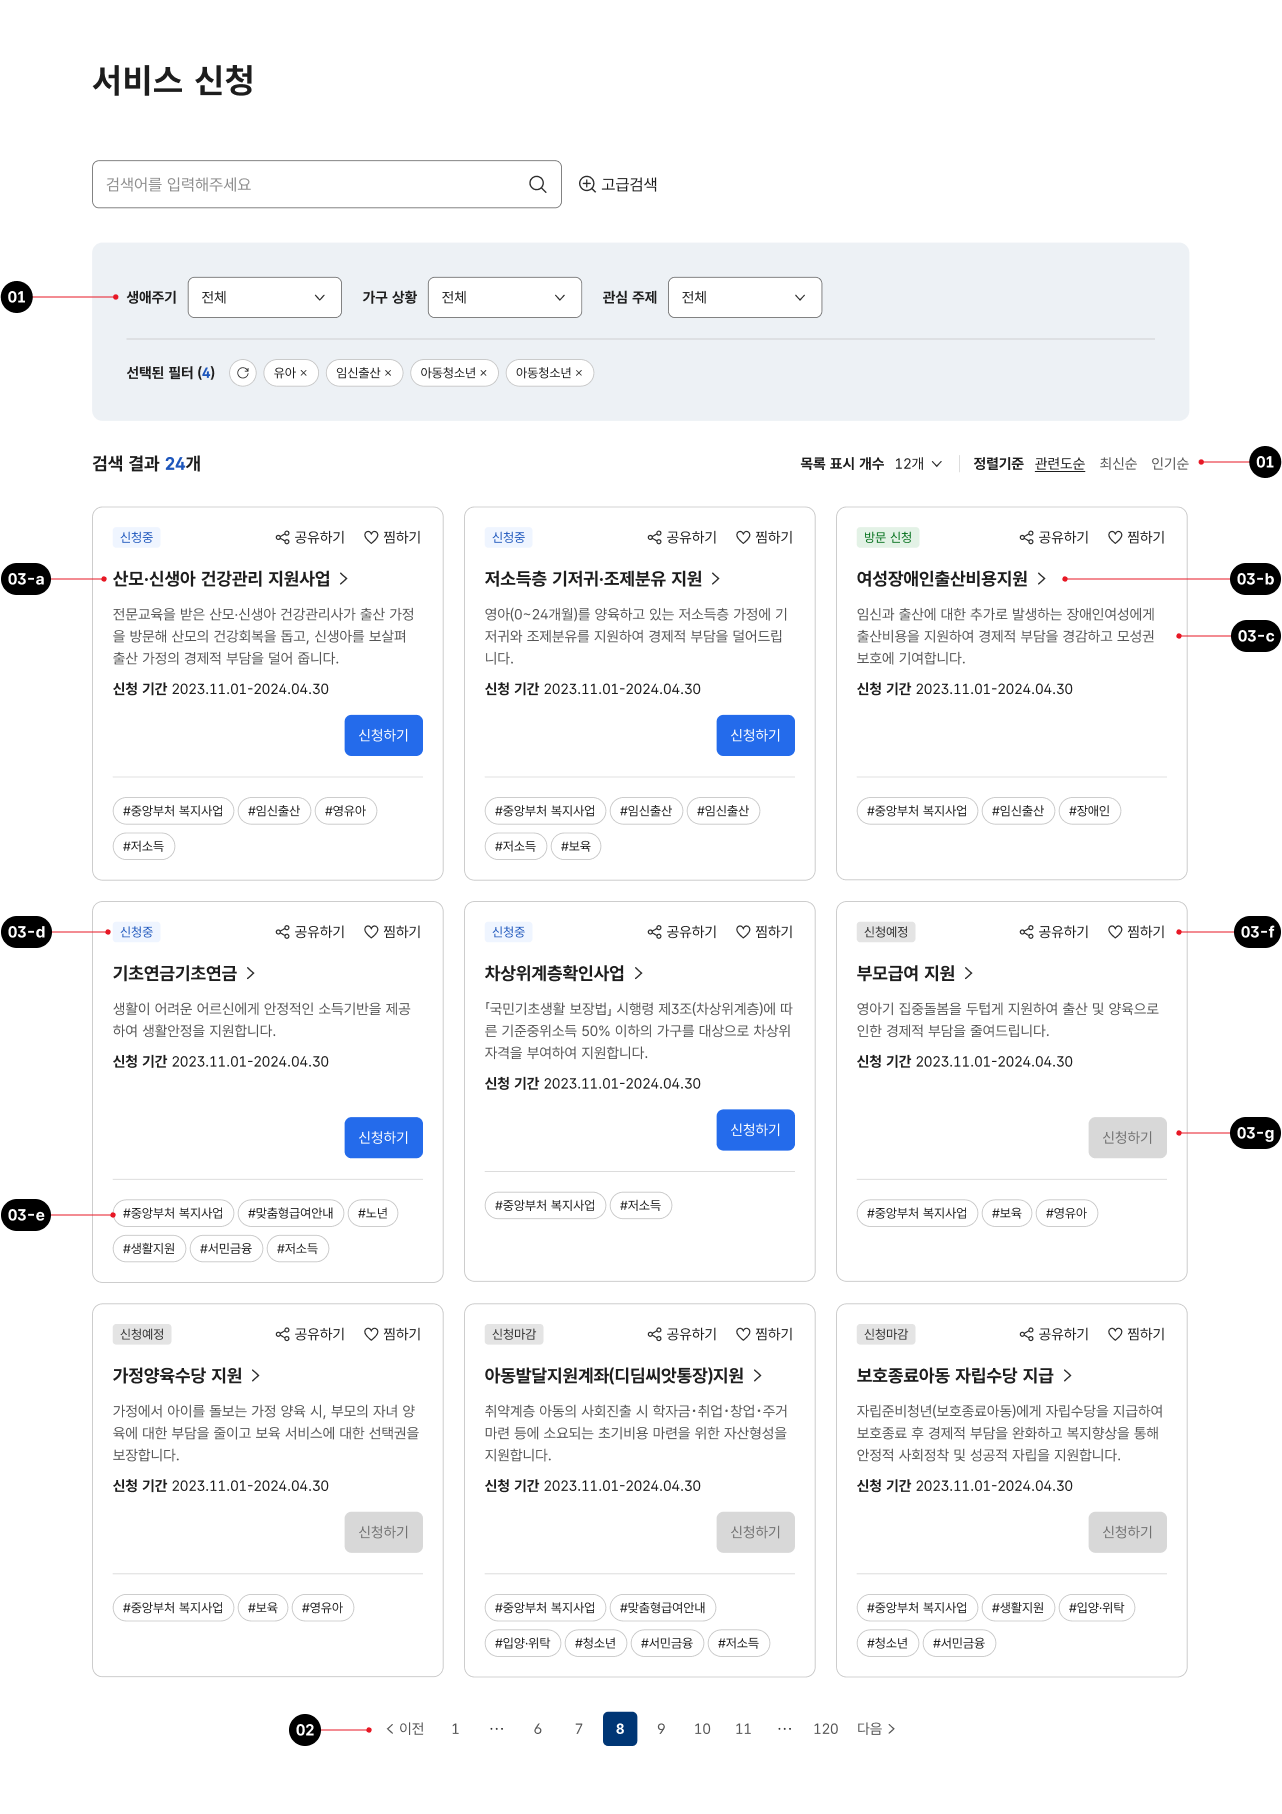 서비스 신청
검색어를 입력해주세요
고급검색
01
생애주기 전체 가구 상황 전체 관심 주제 전체
선택된 필터 (4) 유아 × 임신출산 × 아동청소년 × 아동청소년 ×
검색 결과 24개
목록 표시 개수 12개 정렬기준 관련도순 최신순 인기순
01
신청중 공유하기 찜하기
03-a
산모·신생아 건강관리 지원사업
전문교육을 받은 산모·신생아 건강관리사가 출산 가정
을 방문해 산모의 건강회복을 돕고, 신생아를 보살펴
출산 가정의 경제적 부담을 덜어 줍니다.
신청 기간 2023.11.01-2024.04.30
신청하기
#중앙부처 복지사업 #임신출산 #영유아
#저소득
신청중 공유하기 찜하기
저소득층 기저귀·조제분유 지원
영아(0~24개월)를 양육하고 있는 저소득층 가정에 기
저귀와 조제분유를 지원하여 경제적 부담을 덜어드립
니다.
신청 기간 2023.11.01-2024.04.30
신청하기
#중앙부처 복지사업 #임신출산 #임신출산
#저소득 #보육
방문 신청 공유하기 찜하기
여성장애인출산비용지원
03-b
임신과 출산에 대한 추가로 발생하는 장애인여성에게
출산비용을 지원하여 경제적 부담을 경감하고 모성권
보호에 기여합니다.
03-c
신청 기간 2023.11.01-2024.04.30
#중앙부처 복지사업 #임신출산 #장애인
03-d
신청중 공유하기 찜하기
기초연금기초연금
생활이 어려운 어르신에게 안정적인 소득기반을 제공
하여 생활안정을 지원합니다.
신청 기간 2023.11.01-2024.04.30
신청하기
03-e
#중앙부처 복지사업 #맞춤형급여안내 #노년
#생활지원 #서민금융 #저소득
신청중 공유하기 찜하기
차상위계층확인사업
「국민기초생활 보장법」 시행령 제3조(차상위계층)에 따
른 기준중위소득 50% 이하의 가구를 대상으로 차상위
자격을 부여하여 지원합니다.
신청 기간 2023.11.01-2024.04.30
신청하기
#중앙부처 복지사업 #저소득
신청예정 공유하기 찜하기
03-f
부모급여 지원
영아기 집중돌봄을 두텁게 지원하여 출산 및 양육으로
인한 경제적 부담을 줄여드립니다.
신청 기간 2023.11.01-2024.04.30
신청하기
03-g
#중앙부처 복지사업 #보육 #영유아
신청예정 공유하기 찜하기
가정양육수당 지원
가정에서 아이를 돌보는 가정 양육 시, 부모의 자녀 양
육에 대한 부담을 줄이고 보육 서비스에 대한 선택권을
보장합니다.
신청 기간 2023.11.01-2024.04.30
신청하기
#중앙부처 복지사업 #보육 #영유아
신청마감 공유하기 찜하기
아동발달지원계좌(디딤씨앗통장)지원
취약계층 아동의 사회진출 시 학자금·취업·창업·주거
마련 등에 소요되는 초기비용 마련을 위한 자산형성을
지원합니다.
신청 기간 2023.11.01-2024.04.30
신청하기
#중앙부처 복지사업 #맞춤형급여안내
#입양·위탁 #청소년 #서민금융 #저소득
신청마감 공유하기 찜하기
보호종료아동 자립수당 지급
자립준비청년(보호종료아동)에게 자립수당을 지급하여
보호종료 후 경제적 부담을 완화하고 복지향상을 통해
안정적 사회정착 및 성공적 자립을 지원합니다.
신청 기간 2023.11.01-2024.04.30
신청하기
#중앙부처 복지사업 #생활지원 #입양·위탁
#청소년 #서민금융
02
< 이전 1 ··· 6 7 8 9 10 11 ··· 120 다음 >